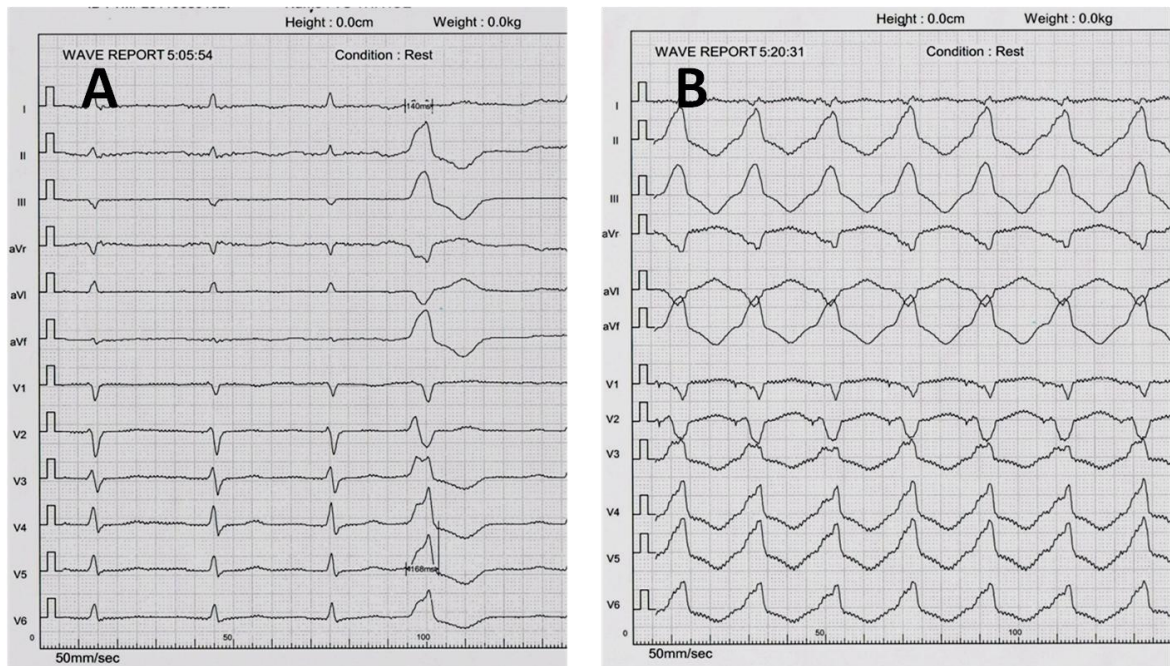 Height : 0.0cm Weight : 0.0kg
WAVE REPORT 5:05:54 Condition : Rest
A
I
140ms
II
III
aVr
aVl
aVf
V1
V2
V3
V4
V5
168ms
V6
0 50 100
50mm/sec
Height : 0.0cm Weight : 0.0kg
WAVE REPORT 5:20:31 Condition : Rest
B
I
II
III
aVr
aVl
aVf
V1
V2
V3
V4
V5
V6
0 50 100
50mm/sec